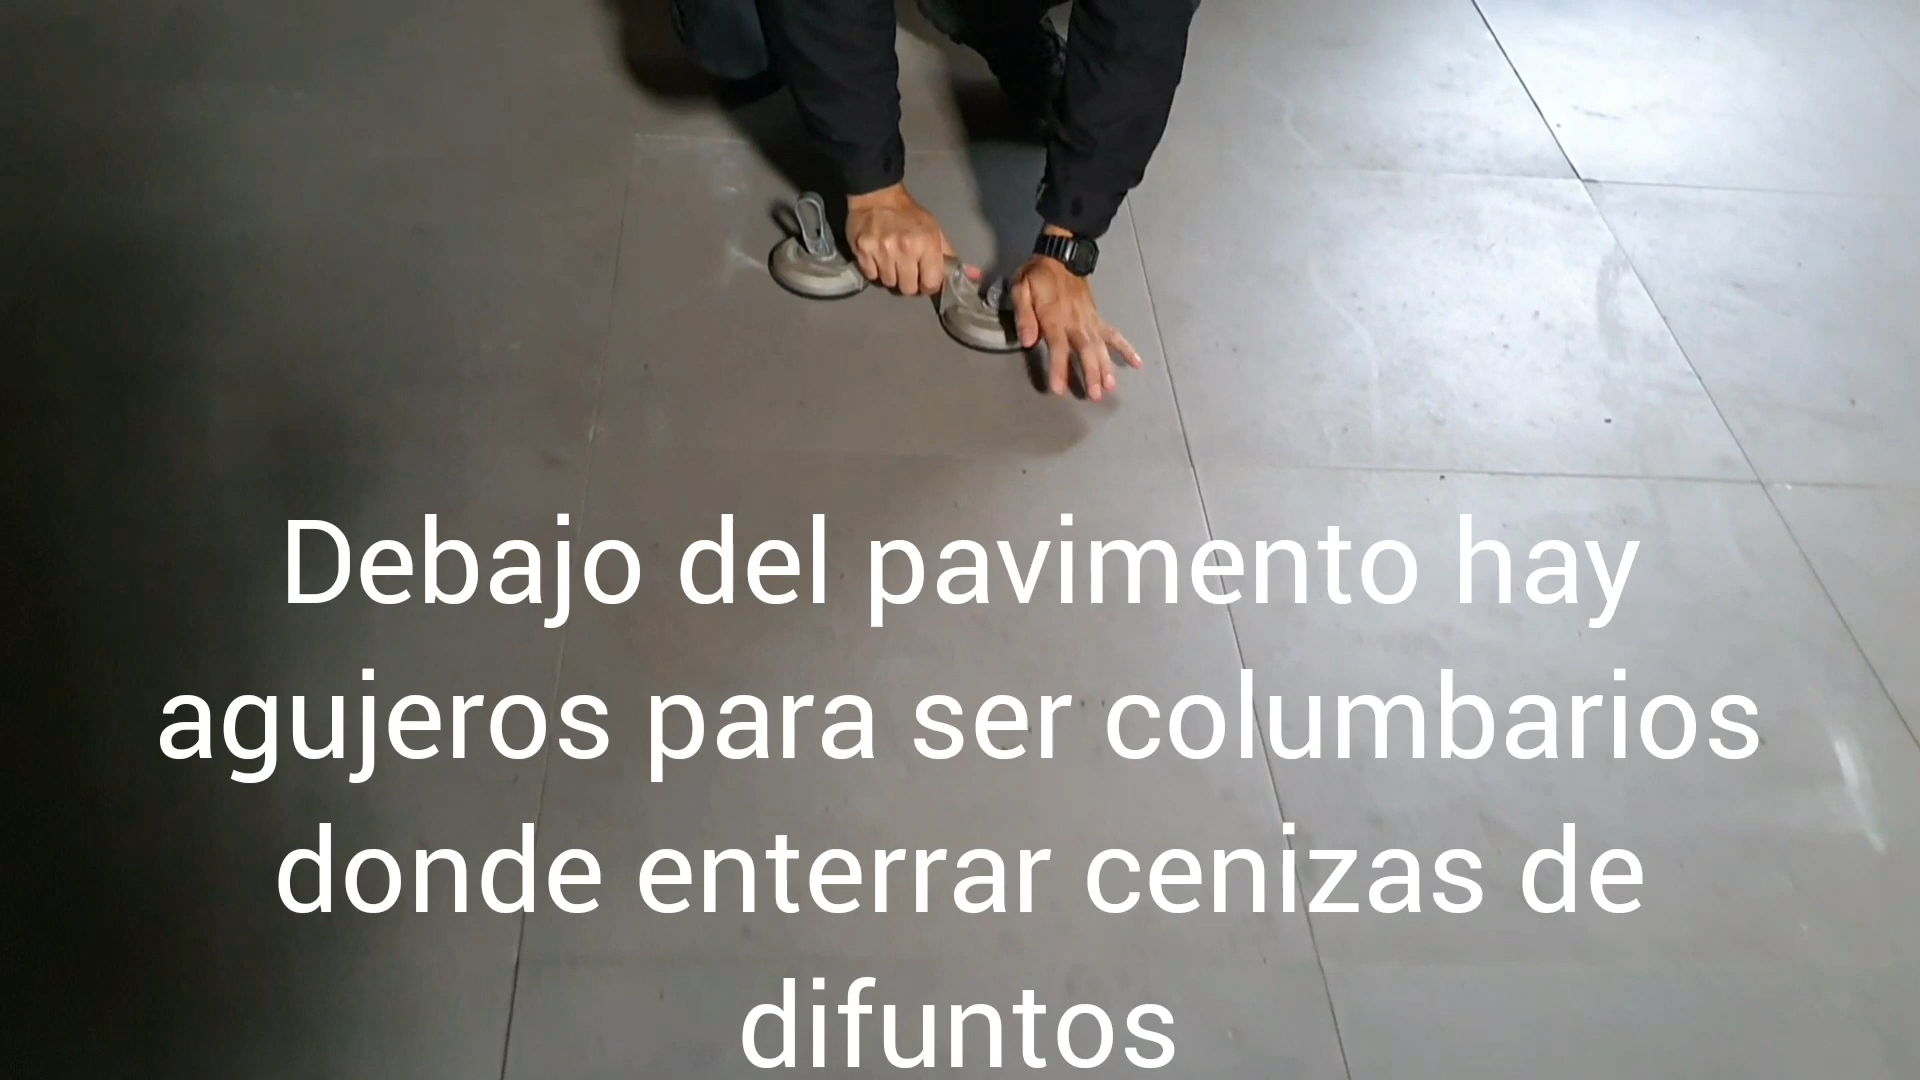 Debajo del pavimento hay
agujeros para ser columbarios
donde enterrar cenizas de
difuntos